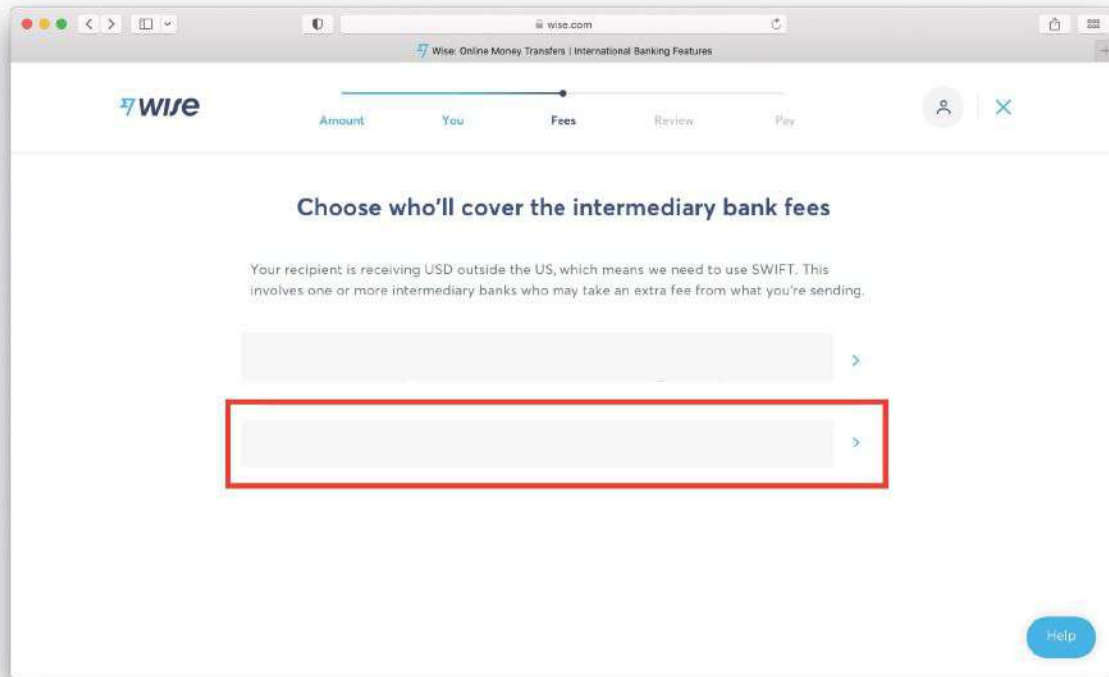 wise.com
Wise: Online Money Transfers | International Banking Features
wise
Amount You Fees Review Pay
Choose who'll cover the intermediary bank fees
Your recipient is receiving USD outside the US, which means we need to use SWIFT. This
involves one or more intermediary banks who may take an extra fee from what you're sending.
Help